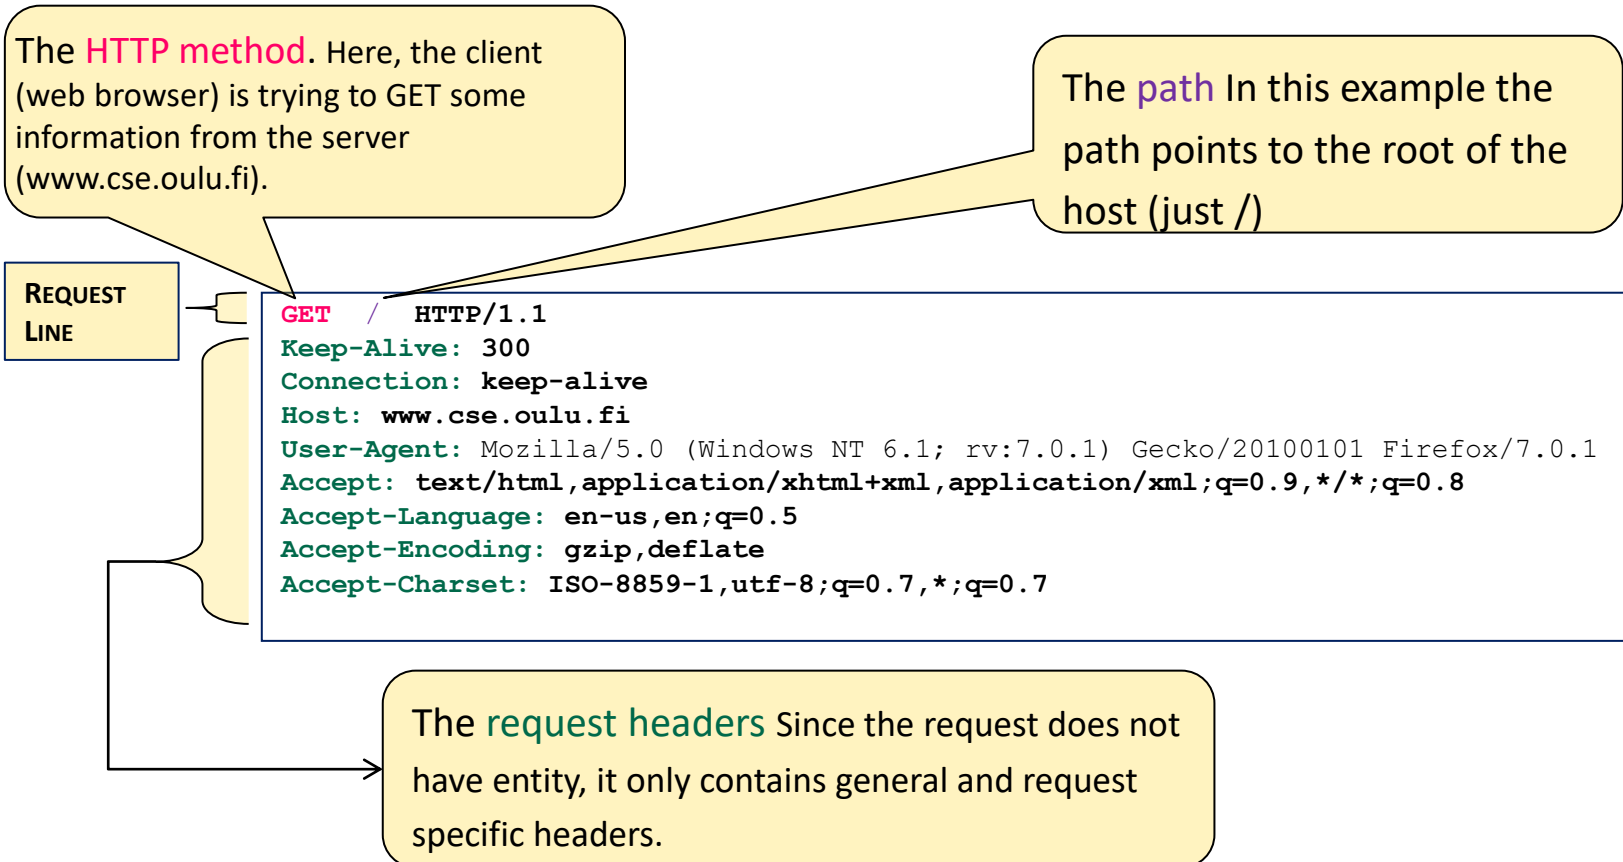 The HTTP method. Here, the client
(web browser) is trying to GET some
information from the server
(www.cse.oulu.fi).
The path In this example the
path points to the root of the
host (just /)
REQUEST
LINE
GET / HTTP/1.1
Keep-Alive: 300
Connection: keep-alive
Host: www.cse.oulu.fi
User-Agent: Mozilla/5.0 (Windows NT 6.1; rv:7.0.1) Gecko/20100101 Firefox/7.0.1
Accept: text/html,application/xhtml+xml,application/xml;q=0.9,*/*;q=0.8
Accept-Language: en-us,en;q=0.5
Accept-Encoding: gzip,deflate
Accept-Charset: ISO-8859-1,utf-8;q=0.7,*;q=0.7
The request headers Since the request does not
have entity, it only contains general and request
specific headers.